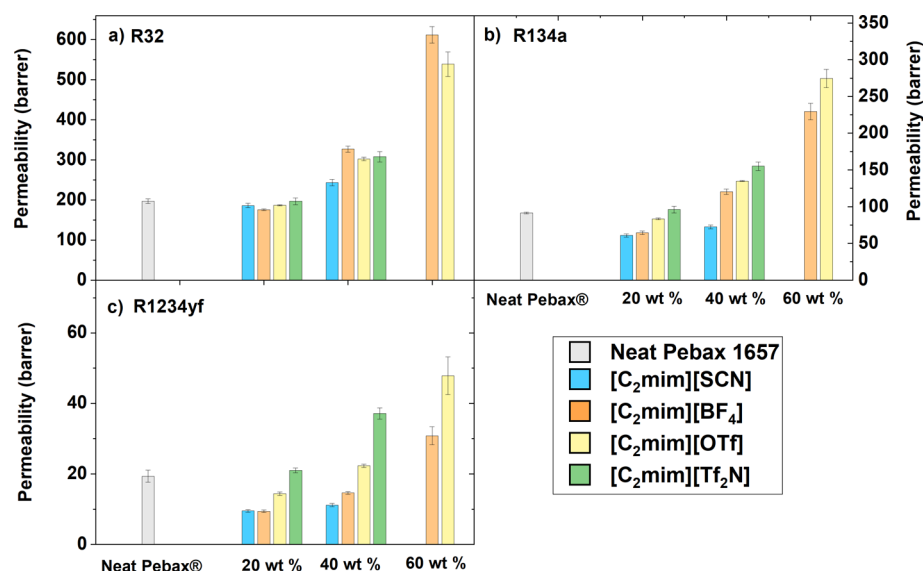 a) R32
Permeability (barrer)
600
500
400
300
200
100
0
b) R134a
Permeability (barrer)
350
300
250
200
150
100
50
0
Neat Pebax® 20 wt % 40 wt % 60 wt %
c) R1234yf
Permeability (barrer)
60
40
20
0
Neat Pebax® 20 wt % 40 wt % 60 wt %
Neat Pebax 1657
[C₂mim][SCN]
[C₂mim][BF₄]
[C₂mim][OTf]
[C₂mim][Tf₂N]